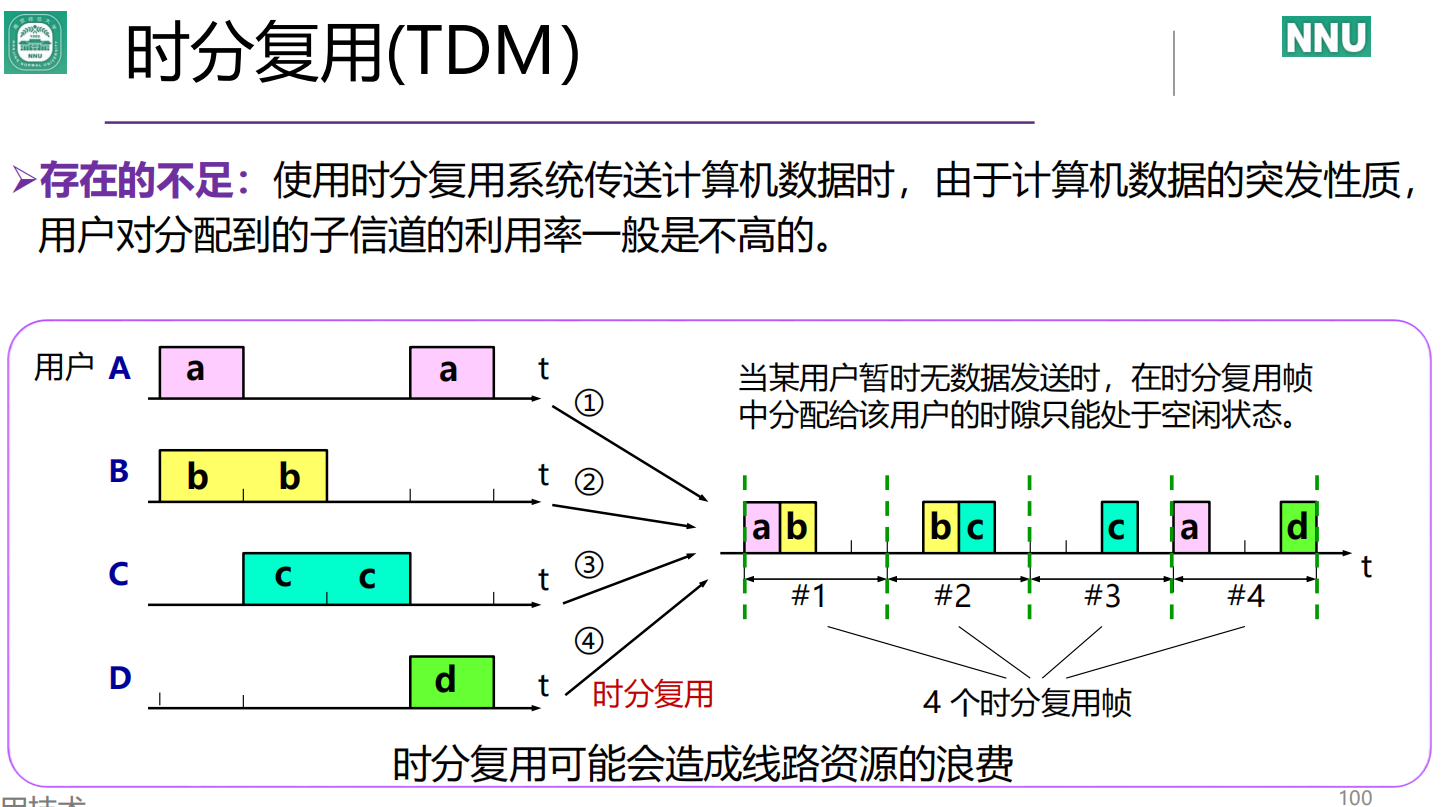 时分复用(TDM)
NNU
NNU
➢存在的不足：使用时分复用系统传送计算机数据时，由于计算机数据的突发性质，
用户对分配到的子信道的利用率一般是不高的。
用户 A a a t
①
当某用户暂时无数据发送时，在时分复用帧
中分配给该用户的时隙只能处于空闲状态。
B b b t
②
a b b c c a d
t
C c c t
③
#1 #2 #3 #4
④
D d t
时分复用
4 个时分复用帧
时分复用可能会造成线路资源的浪费
100